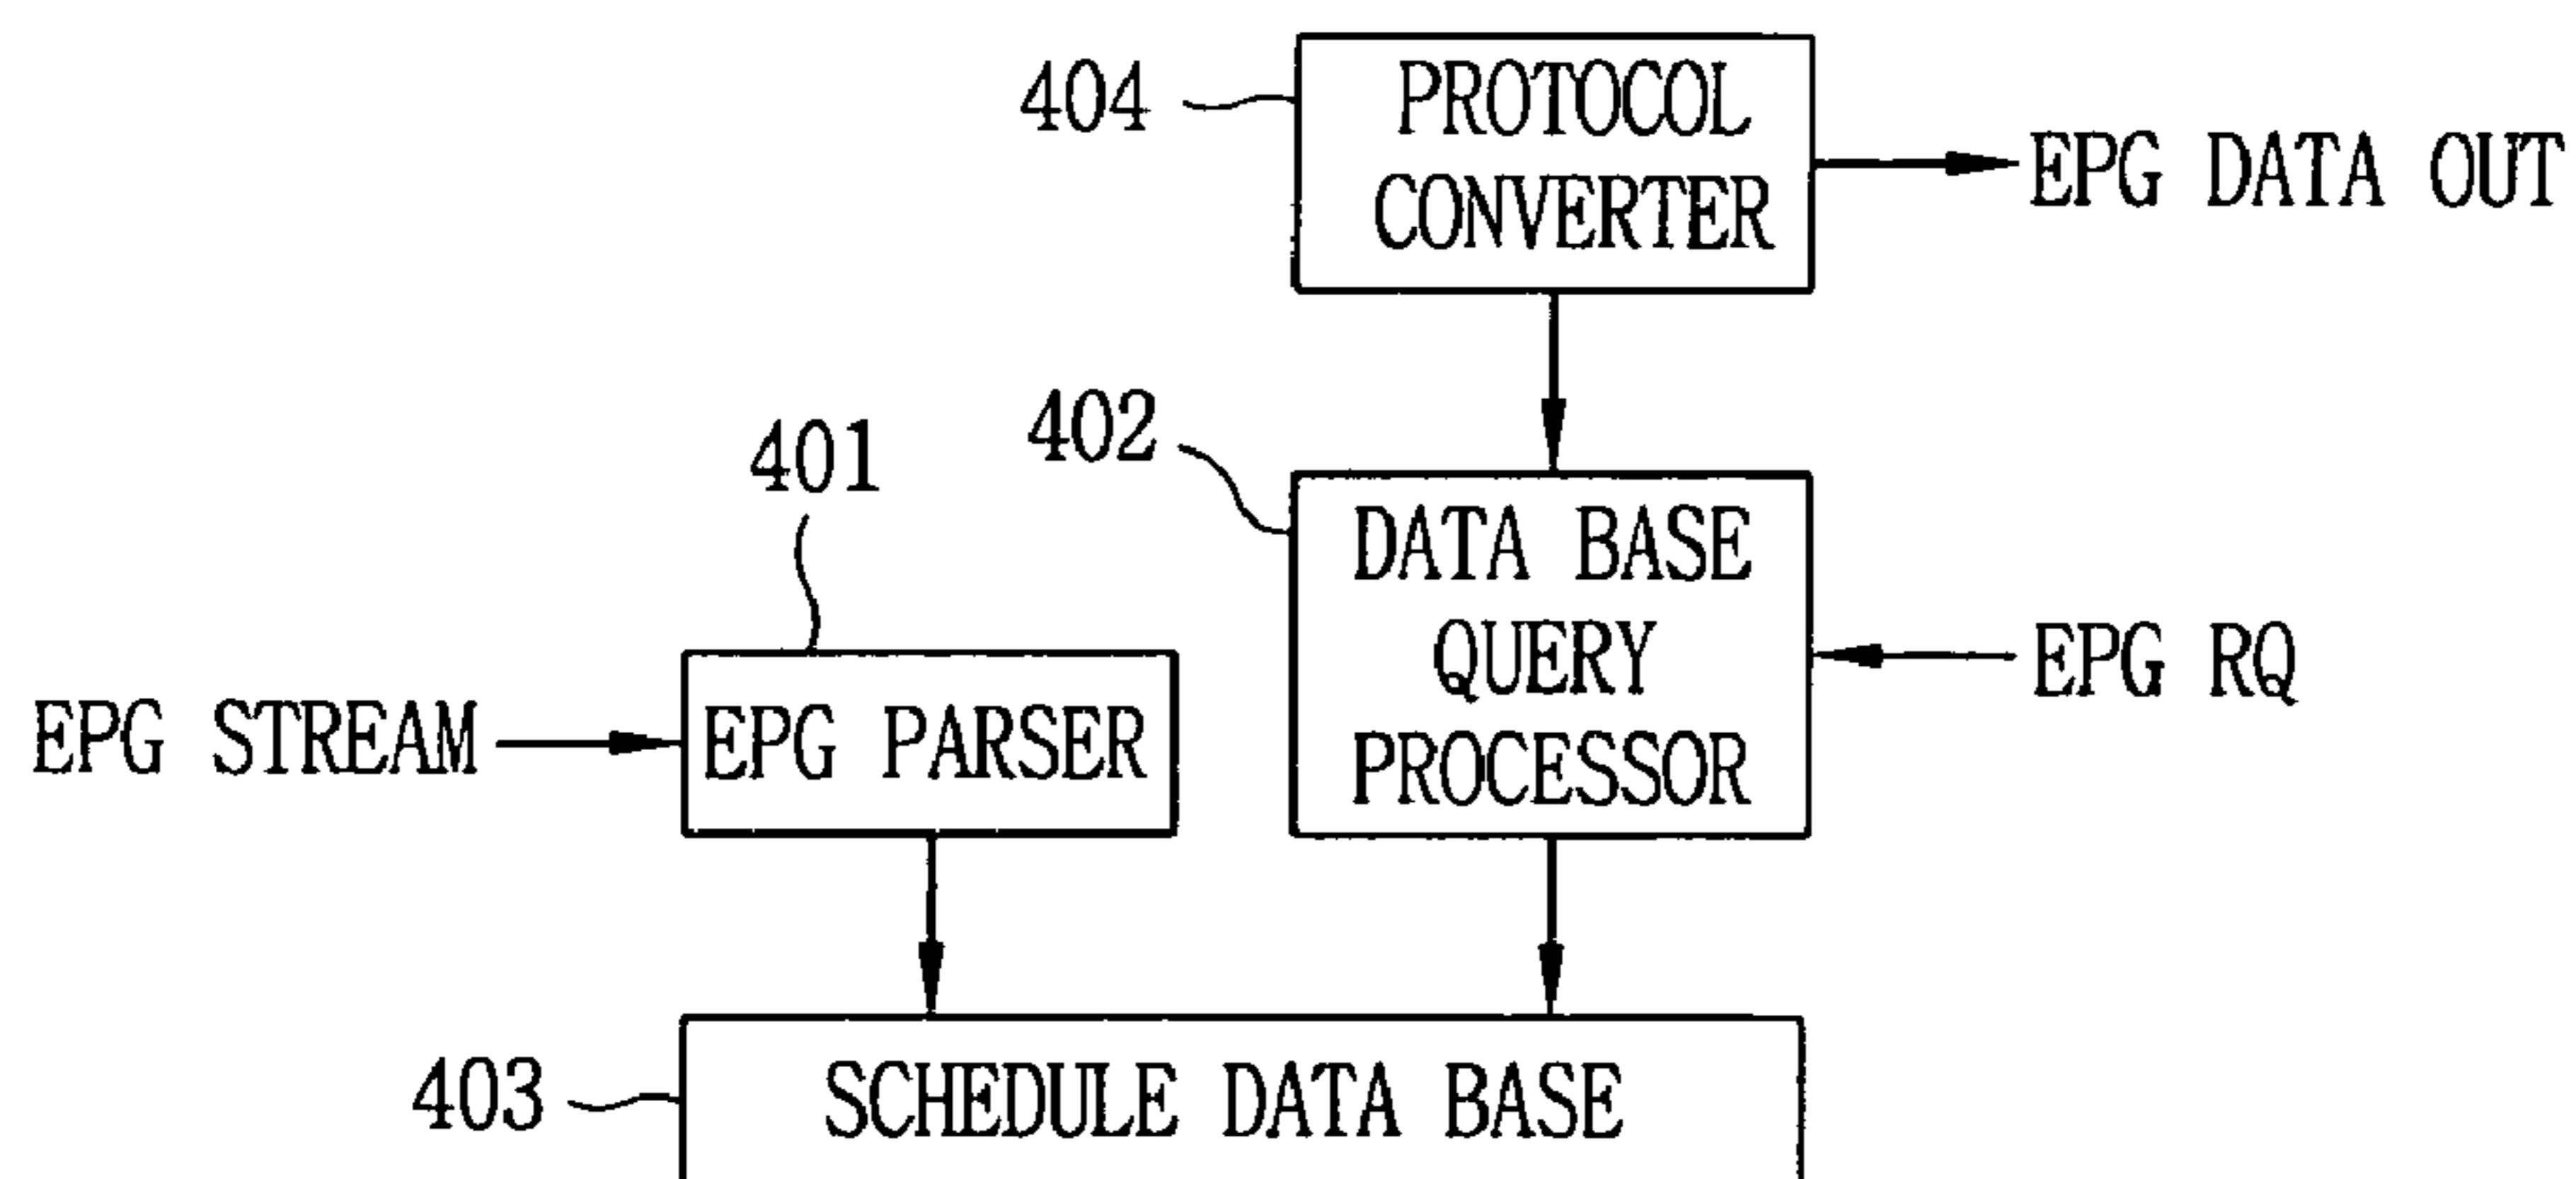 404
PROTOCOL
CONVERTER
EPG DATA OUT
402
401
DATA BASE
QUERY
PROCESSOR
EPG RQ
EPG STREAM
EPG PARSER
403
SCHEDULE DATA BASE